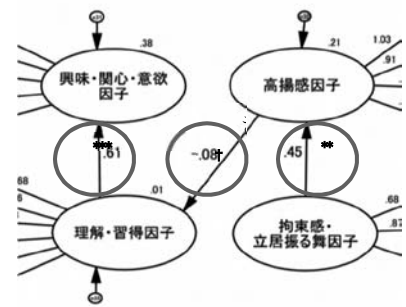 .38
.21
1.03
.91
興味・関心・意欲
因子
高揚感因子
***
.61
-.08†
.45
**
.68
.01
理解・習得因子
拘束感・
立居振る舞因子
.68
.87